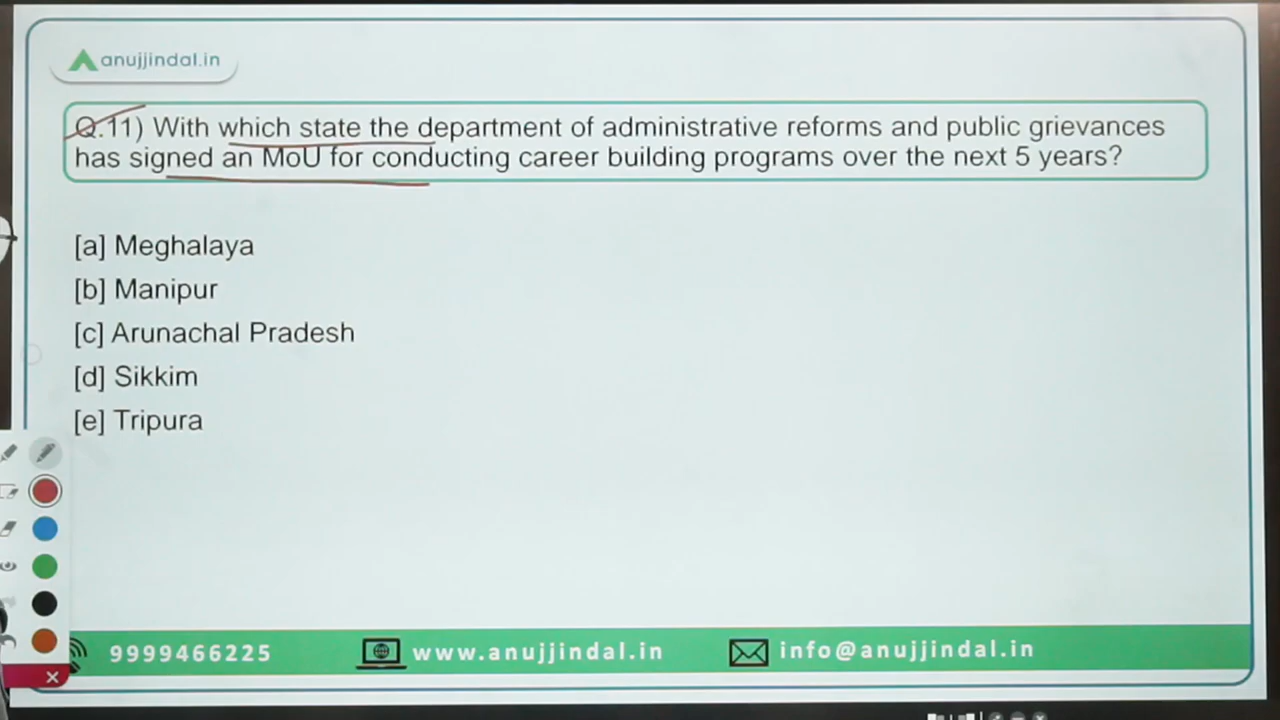 anujjindal.in
Q.11) With which state the department of administrative reforms and public grievances
has signed an MoU for conducting career building programs over the next 5 years?
[a] Meghalaya
[b] Manipur
[c] Arunachal Pradesh
[d] Sikkim
[e] Tripura
9999466225 www.anujjindal.in info@anujjindal.in